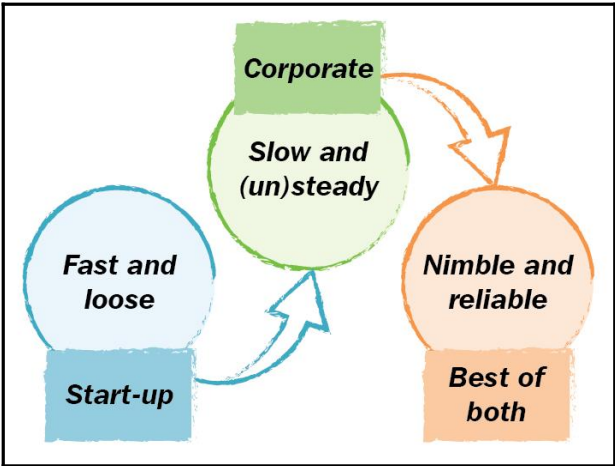 Corporate
Slow and
(un)steady
Fast and
loose
Start-up
Nimble and
reliable
Best of
both